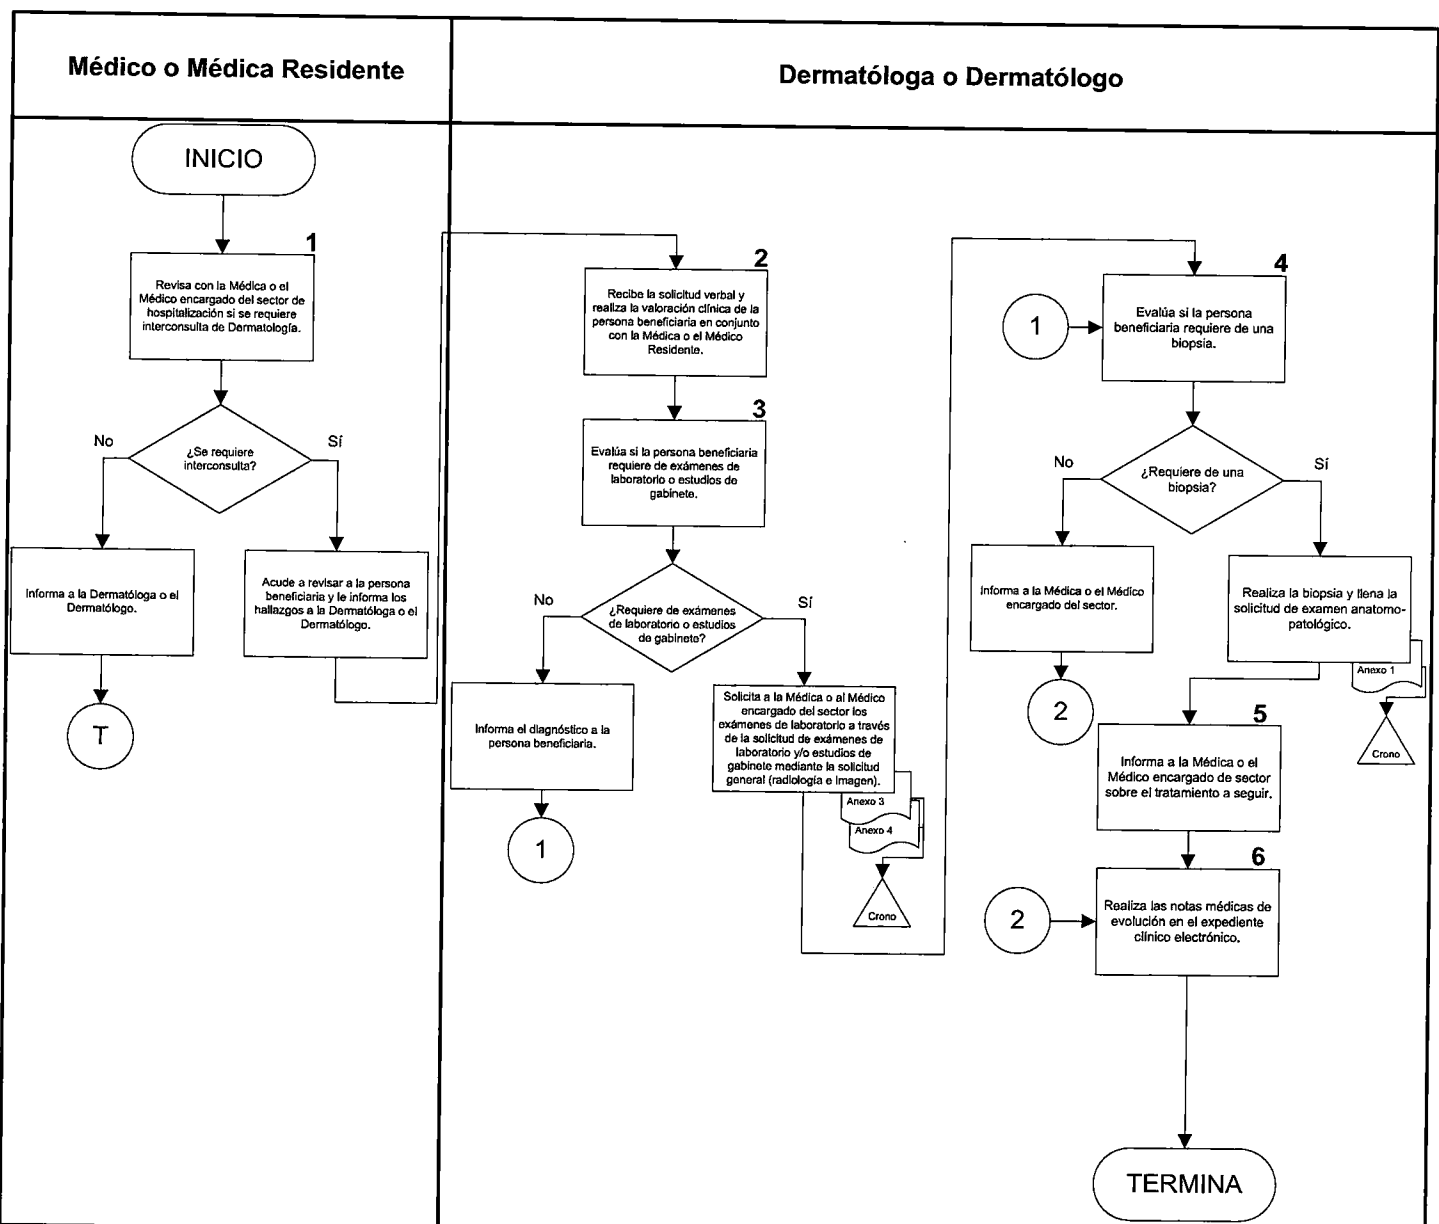 Médico o Médica Residente
Dermatóloga o Dermatólogo
INICIO
1
Revisa con la Médica o el
Médico encargado del sector de
hospitalización si se requiere
interconsulta de Dermatología.
¿Se requiere
interconsulta?
No
Sí
Informa a la Dermatóloga o el
Dermatólogo.
T
Acude a revisar a la persona
beneficiaria y le informa los
hallazgos a la Dermatóloga o el
Dermatólogo.
2
Recibe la solicitud verbal y
realiza la valoración clínica de la
persona beneficiaria en conjunto
con la Médica o el Médico
Residente.
3
Evalúa si la persona beneficiaria
requiere de exámenes de
laboratorio o estudios de
gabinete.
¿Requiere de exámenes
de laboratorio o estudios
de gabinete?
No
Sí
Informa el diagnóstico a la
persona beneficiaria.
1
Solicita a la Médica o al Médico
encargado del sector los
exámenes de laboratorio a través
de la solicitud de exámenes de
laboratorio y/o estudios de
gabinete mediante la solicitud
general (radiología e imagen).
Anexo 3
Anexo 4
Crono
4
1
Evalúa si la persona
beneficiaria requiere de una
biopsia.
¿Requiere de una
biopsia?
No
Sí
Informa a la Médica o el Médico
encargado del sector.
2
Realiza la biopsia y llena la
solicitud de examen anatomo-
patológico.
Anexo 1
Crono
5
Informa a la Médica o el
Médico encargado de sector
sobre el tratamiento a seguir.
6
2
Realiza las notas médicas de
evolución en el expediente
clínico electrónico.
TERMINA